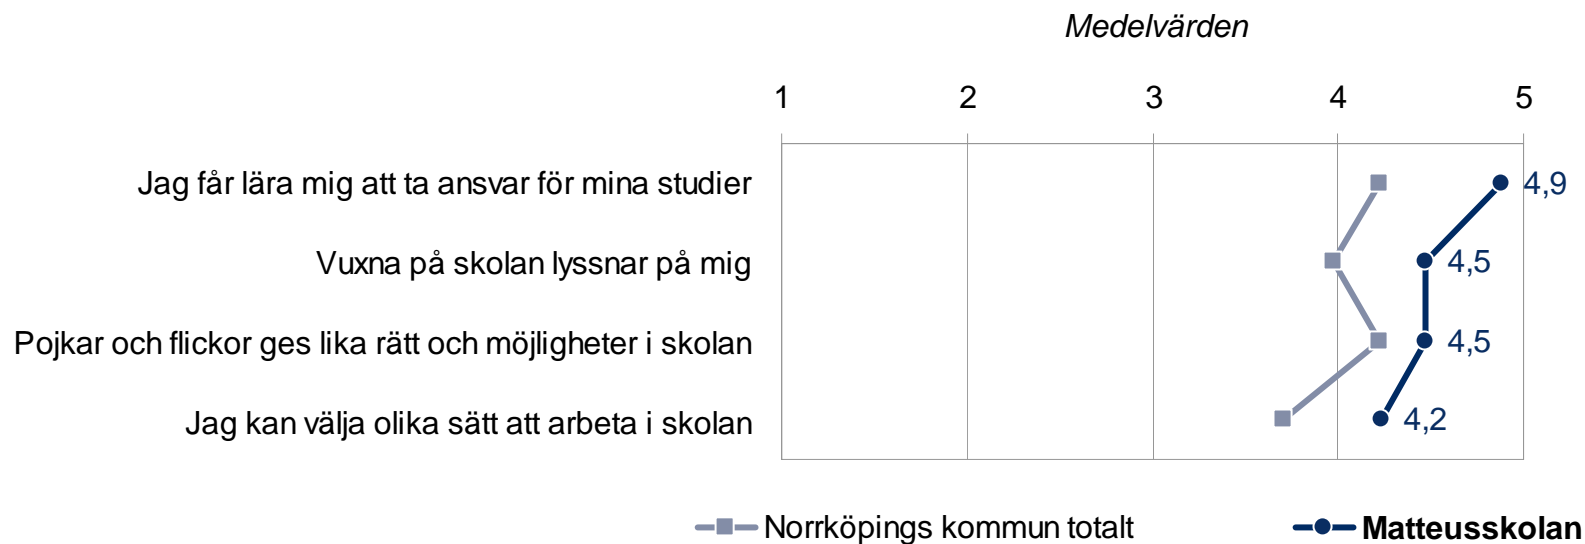 Medelvärden
1 2 3 4 5
Jag får lära mig att ta ansvar för mina studier 4,9
Vuxna på skolan lyssnar på mig 4,5
Pojkar och flickor ges lika rätt och möjligheter i skolan 4,5
Jag kan välja olika sätt att arbeta i skolan 4,2
Norrköpings kommun totalt Matteusskolan